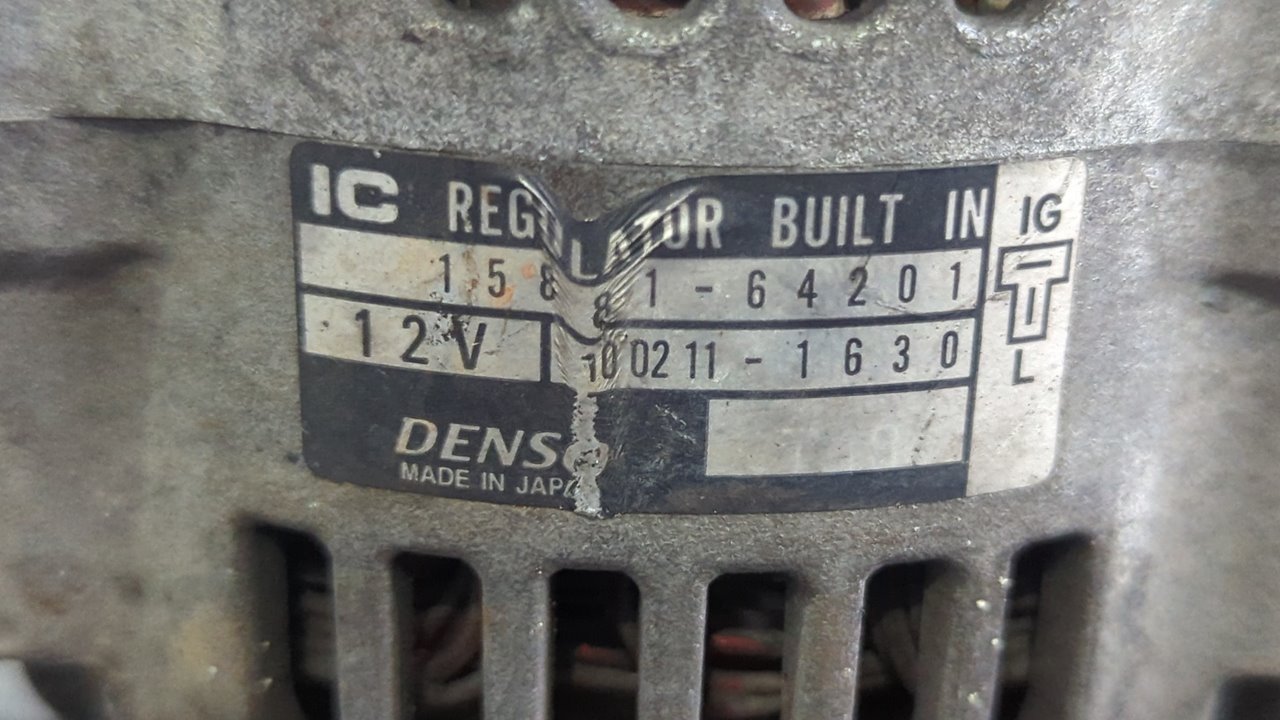 IC REGULATOR BUILT IN
IG
15881-64201
12V
100211-1630
L
DENSO
MADE IN JAPAN